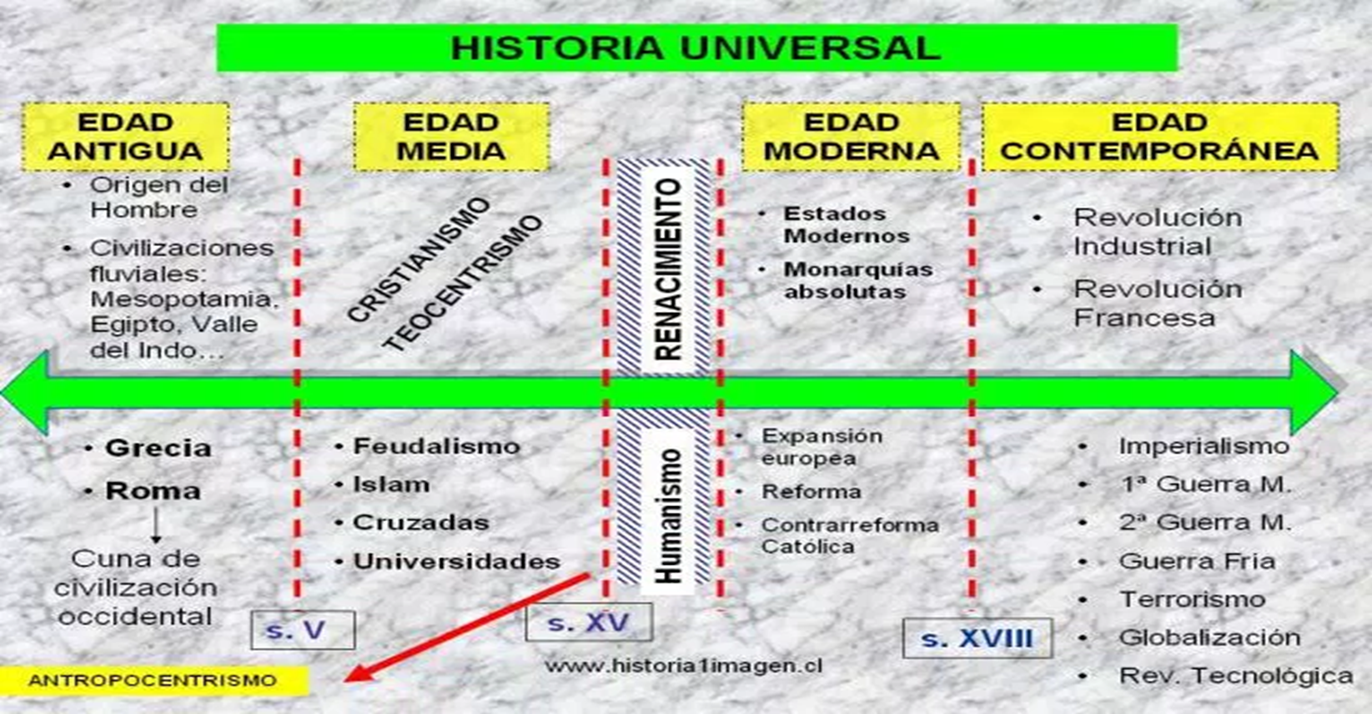 HISTORIA UNIVERSAL
EDAD
ANTIGUA
• Origen del
Hombre
• Civilizaciones
fluviales:
Mesopotamia,
Egipto, Valle
del Indo...
• Grecia
• Roma
Cuna de
civilización
occidental
s. V
ANTROPOCENTRISMO
EDAD
MEDIA
CRISTIANISMO
TEOCENTRISMO
• Feudalismo
• Islam
• Cruzadas
• Universidades
s. XV
RENACIMIENTO
Humanismo
www.historia1imagen.cl
EDAD
MODERNA
• Estados
Modernos
• Monarquías
absolutas
• Expansión
europea
• Reforma
• Contrarreforma
Católica
s. XVIII
EDAD
CONTEMPORÁNEA
• Revolución
Industrial
• Revolución
Francesa
• Imperialismo
• 1ª Guerra M.
• 2ª Guerra M.
• Guerra Fria
• Terrorismo
• Globalización
• Rev. Tecnológica